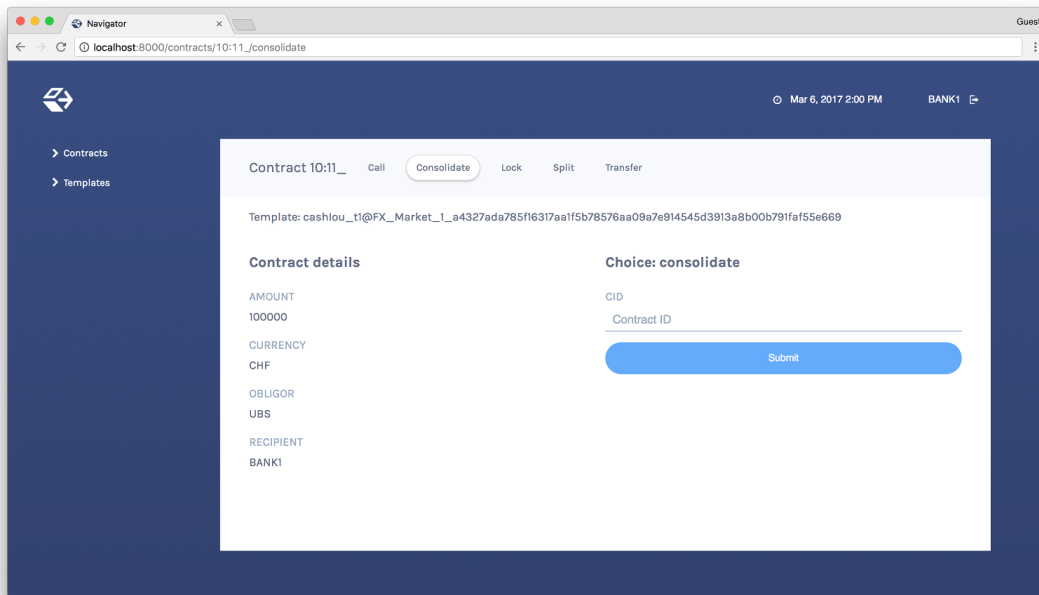 Navigator
Guest
localhost:8000/contracts/10:11_/consolidate
Mar 6, 2017 2:00 PM BANK1
Contracts
Templates
Contract 10:11_ Call Consolidate Lock Split Transfer
Template: cashIou_t1@FX_Market_1_a4327ada785f16317aa1f5b78576aa09a7e914545d3913a8b00b791faf55e669
Contract details
AMOUNT
100000
CURRENCY
CHF
OBLIGOR
UBS
RECIPIENT
BANK1
Choice: consolidate
CID
Contract ID
Submit